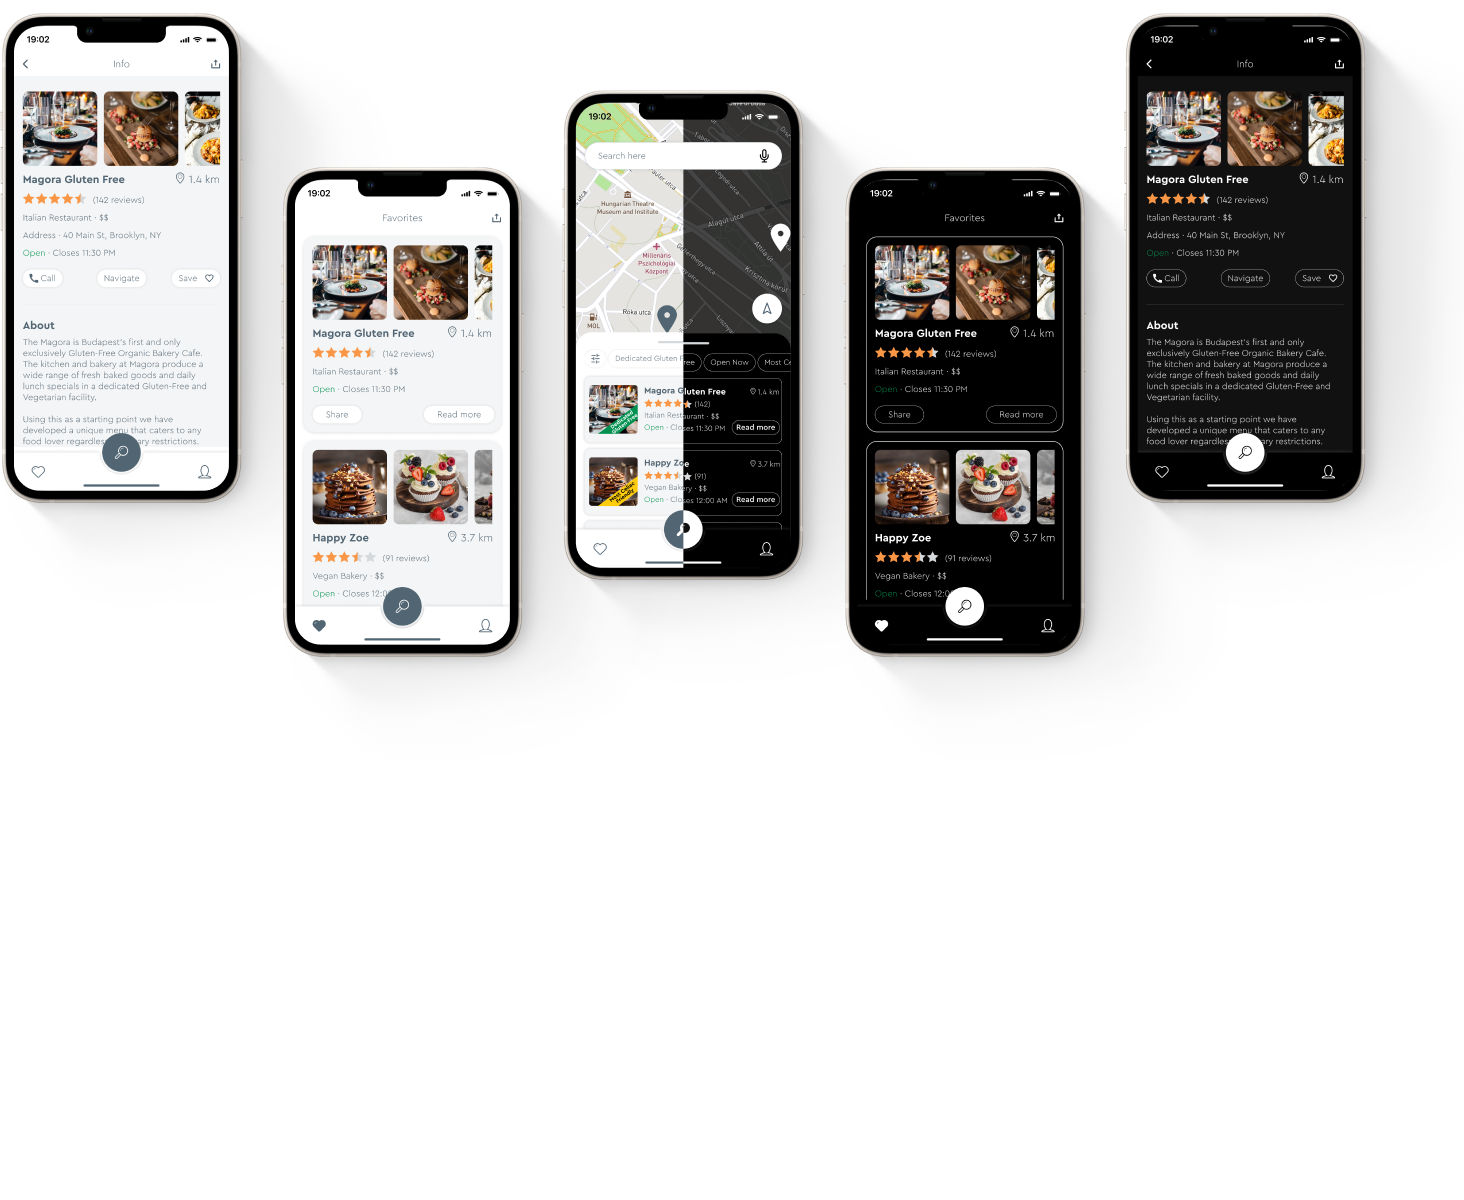 19:02
Info
Magora Gluten Free
1.4 km
(142 reviews)
Italian Restaurant · $$
Address · 40 Main St, Brooklyn, NY
Open · Closes 11:30 PM
Call
Navigate
Save
About
The Magora is Budapest's first and only
exclusively Gluten-Free Organic Bakery Cafe.
The kitchen and bakery at Magora produce a
wide range of fresh baked goods and daily
lunch specials in a dedicated Gluten-Free and
Vegetarian facility.
Using this as a starting point we have
developed a unique menu that caters to any
food lover regardless ary restrictions.
19:02
Favorites
Magora Gluten Free
1.4 km
(142 reviews)
Italian Restaurant · $$
Open · Closes 11:30 PM
Share
Read more
Happy Zoe
3.7 km
(91 reviews)
Vegan Bakery · $$
Open · Closes 12:0
19:02
Search here
Hungarian Theatre
Museum and Institute
Alagút utca
Millenáris
Pszichológiai
Központ
Krisztina körút
Attila út
Róka utca
MOL
Dedicated Gluten Free
Open Now
Most Ce
Magora Gluten Free
1.4 km
(142)
Italian Restaurant · $$
Open · Closes 11:30 PM
Read more
Dedicated
Gluten-Free
Happy Zoe
3.7 km
(91)
Vegan Bakery · $$
Open · Closes 12:00 AM
Read more
Most Celiac
Friendly
19:02
Favorites
Magora Gluten Free
1.4 km
(142 reviews)
Italian Restaurant · $$
Open · Closes 11:30 PM
Share
Read more
Happy Zoe
3.7 km
(91 reviews)
Vegan Bakery · $$
Open · Closes 12:0
19:02
Info
Magora Gluten Free
1.4 km
(142 reviews)
Italian Restaurant · $$
Address · 40 Main St, Brooklyn, NY
Open · Closes 11:30 PM
Call
Navigate
Save
About
The Magora is Budapest's first and only
exclusively Gluten-Free Organic Bakery Cafe.
The kitchen and bakery at Magora produce a
wide range of fresh baked goods and daily
lunch specials in a dedicated Gluten-Free and
Vegetarian facility.
Using this as a starting point we have
developed a unique menu that caters to any
food lover regardless ary restrictions.